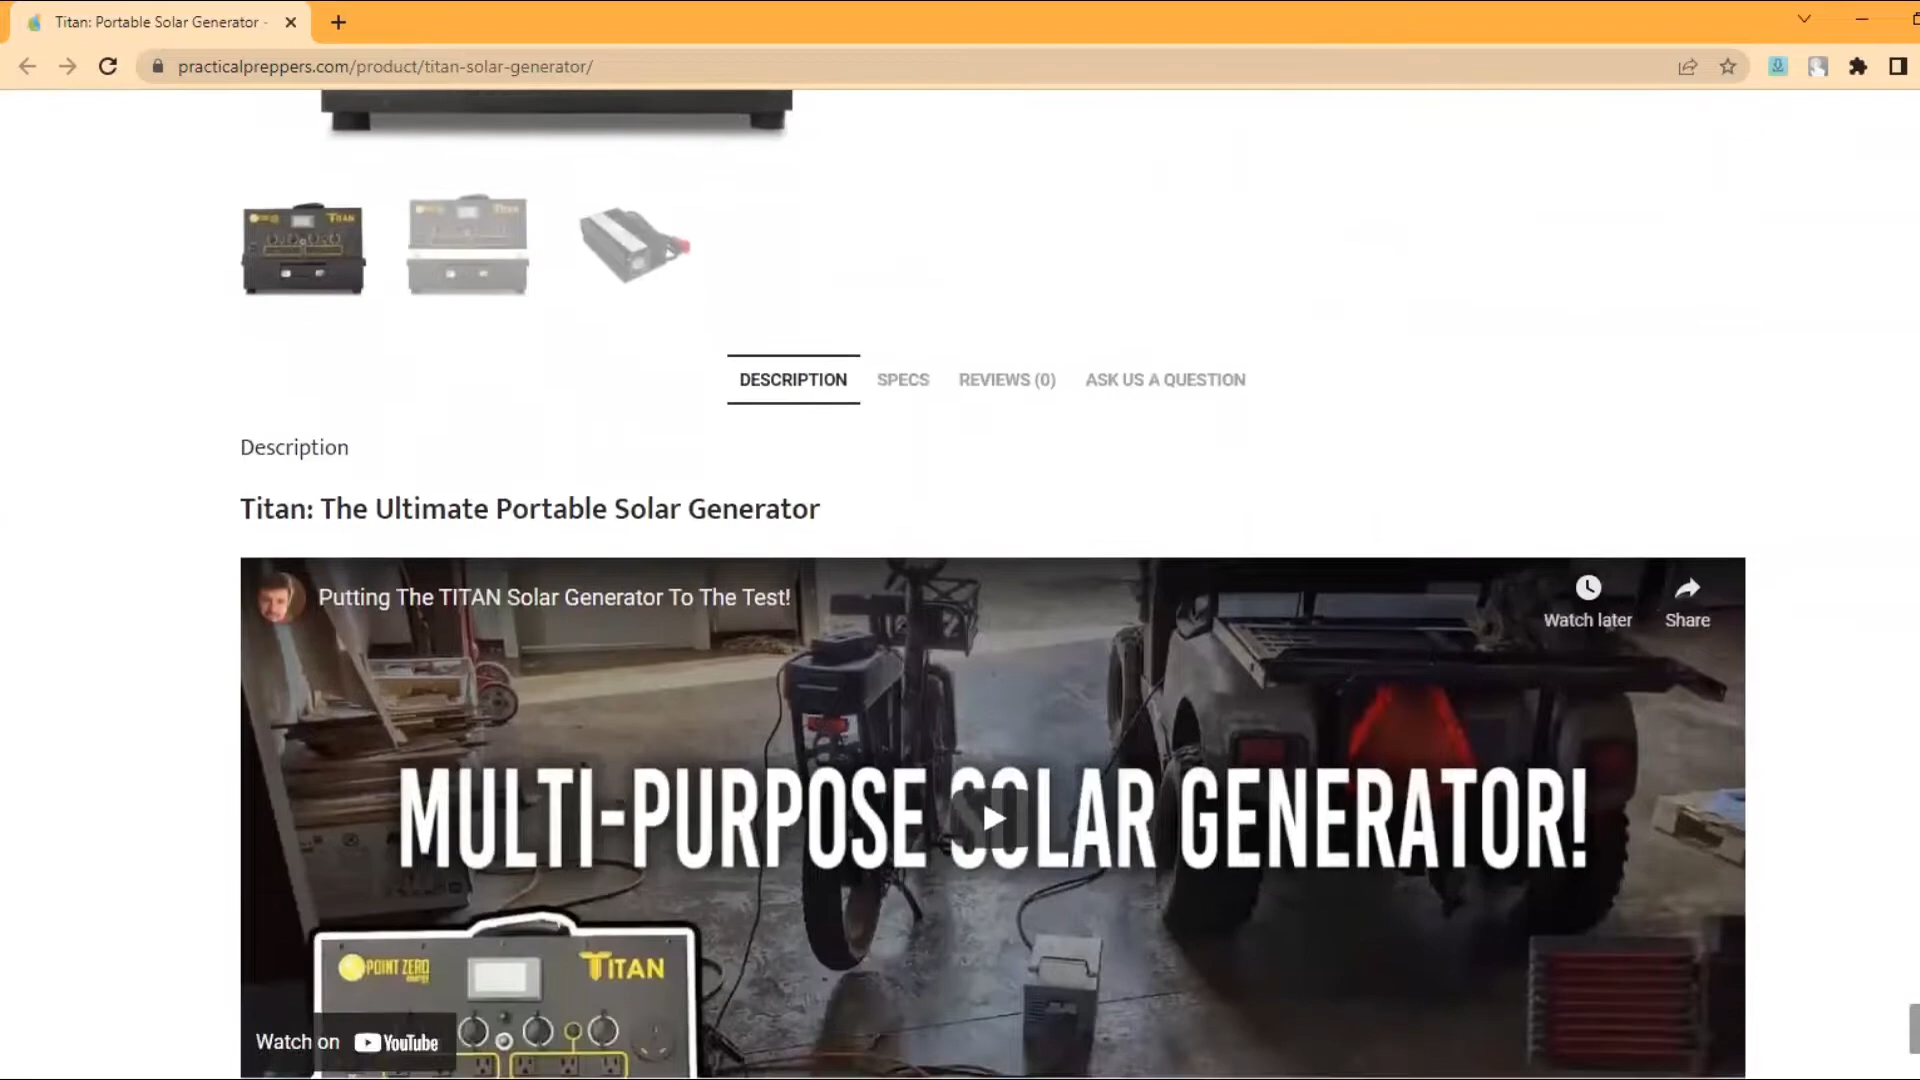 Titan: Portable Solar Generator -
practicalpreppers.com/product/titan-solar-generator/
TITAN
DESCRIPTION
SPECS
REVIEWS (0)
ASK US A QUESTION
Description
Titan: The Ultimate Portable Solar Generator
Putting The TITAN Solar Generator To The Test!
Watch later
Share
MULTI-PURPOSE SOLAR GENERATOR!
POINT ZERO
energy
TITAN
Watch on YouTube